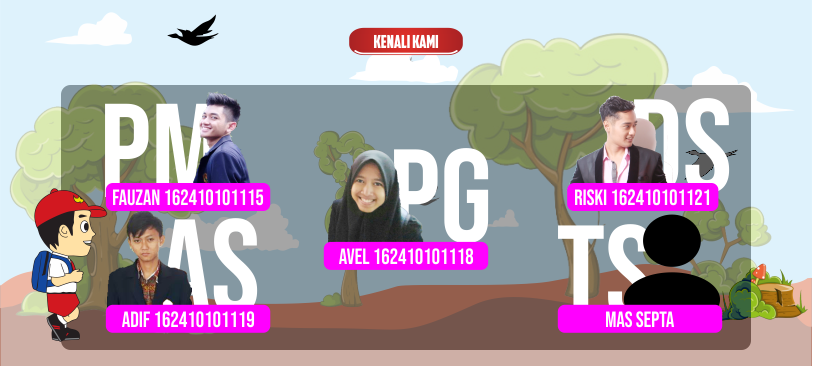 KENALI KAMI
PM
FAUZAN 162410101115
PG
AVEL 162410101118
DS
RISKI 162410101121
AS
ADIF 162410101119
TS
MAS SEPTA